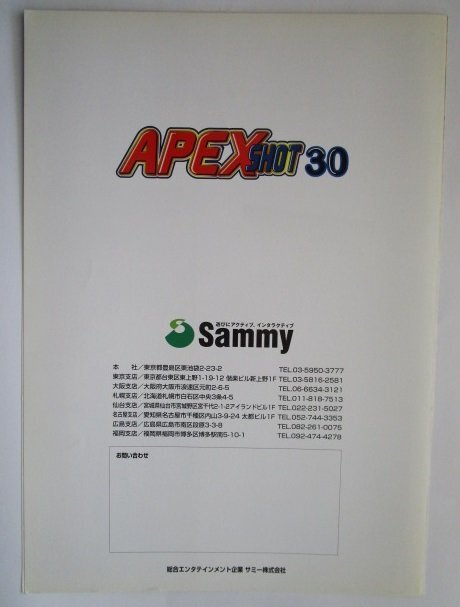 APEX SHOT 30
遊びにアクティブ、インタラクティブ
Sammy
本　　社／東京都豊島区東池袋2-23-2 TEL.03-5950-3777
東京支店／東京都台東区東上野1-19-12 偕楽ビル新上野1F TEL.03-5816-2581
大阪支店／大阪府大阪市浪速区元町2-6-5 TEL.06-6634-3121
札幌支店／北海道札幌市白石区中央3条4-5 TEL.011-818-7513
仙台支店／宮城県仙台市宮城野区宮千代2-1-2アイランドビル1F TEL.022-231-5027
名古屋支店／愛知県名古屋市千種区内山3-9-24 太都ビル1F TEL.052-744-3353
広島支店／広島県広島市南区段原3-3-8 TEL.082-261-0075
福岡支店／福岡県福岡市博多区博多駅南5-10-1 TEL.092-474-4278
お問い合わせ
総合エンタテインメント企業 サミー株式会社